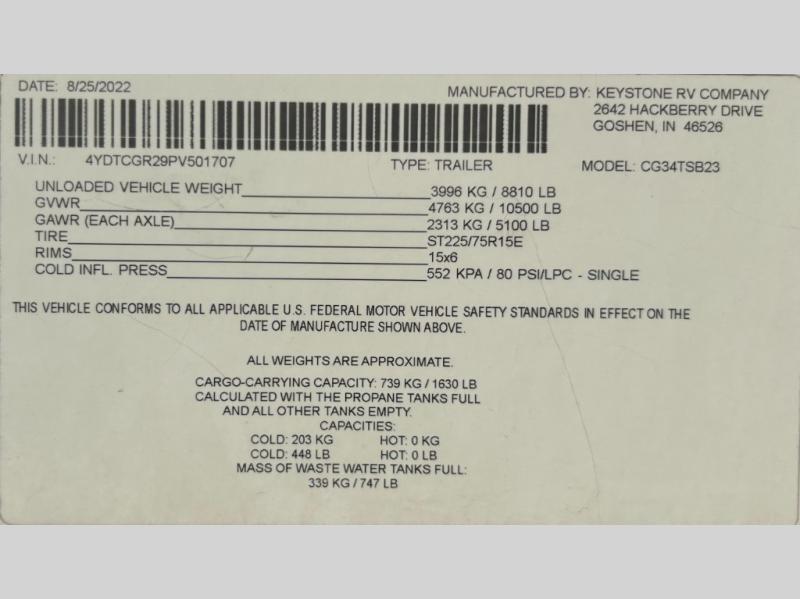 DATE: 8/25/2022
MANUFACTURED BY: KEYSTONE RV COMPANY
2642 HACKBERRY DRIVE
GOSHEN, IN 46526
V.I.N.: 4YDTCGR29PV501707 TYPE: TRAILER MODEL: CG34TSB23
UNLOADED VEHICLE WEIGHT 3996 KG / 8810 LB
GVWR 4763 KG / 10500 LB
GAWR (EACH AXLE) 2313 KG / 5100 LB
TIRE ST225/75R15E
RIMS 15x6
COLD INFL. PRESS 552 KPA / 80 PSI/LPC - SINGLE
THIS VEHICLE CONFORMS TO ALL APPLICABLE U.S. FEDERAL MOTOR VEHICLE SAFETY STANDARDS IN EFFECT ON THE
DATE OF MANUFACTURE SHOWN ABOVE.
ALL WEIGHTS ARE APPROXIMATE.
CARGO-CARRYING CAPACITY: 739 KG / 1630 LB
CALCULATED WITH THE PROPANE TANKS FULL
AND ALL OTHER TANKS EMPTY.
CAPACITIES:
COLD: 203 KG HOT: 0 KG
COLD: 448 LB HOT: 0 LB
MASS OF WASTE WATER TANKS FULL:
339 KG / 747 LB